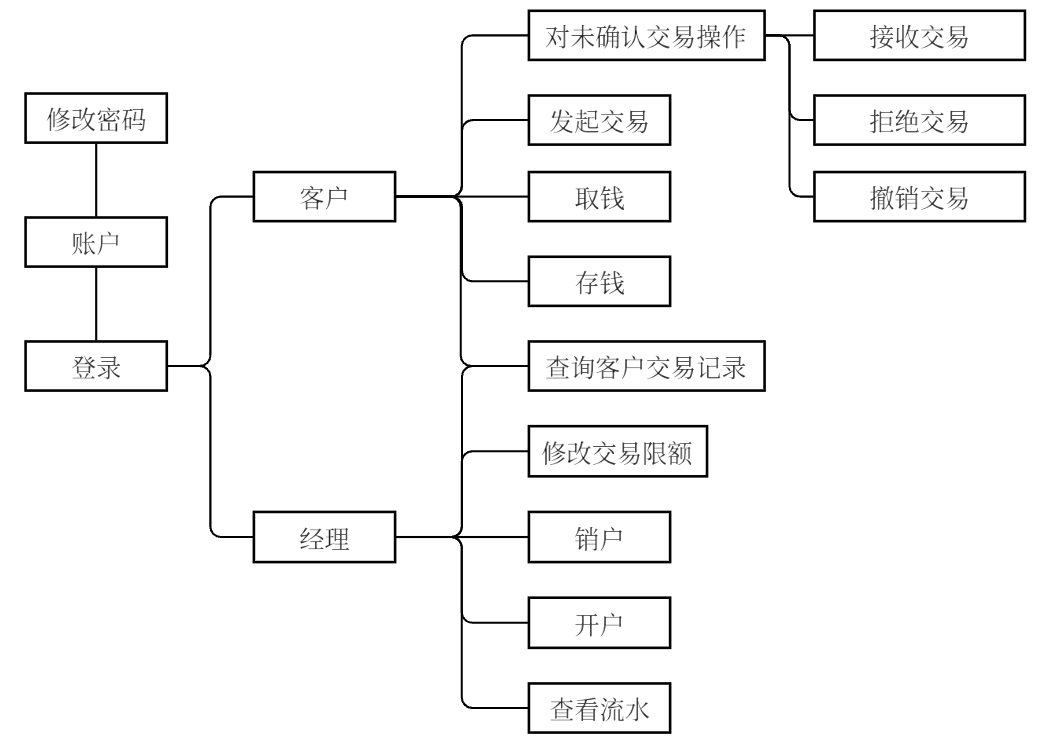 对未确认交易操作
接收交易
修改密码
发起交易
拒绝交易
客户
取钱
撤销交易
账户
存钱
登录
查询客户交易记录
修改交易限额
经理
销户
开户
查看流水